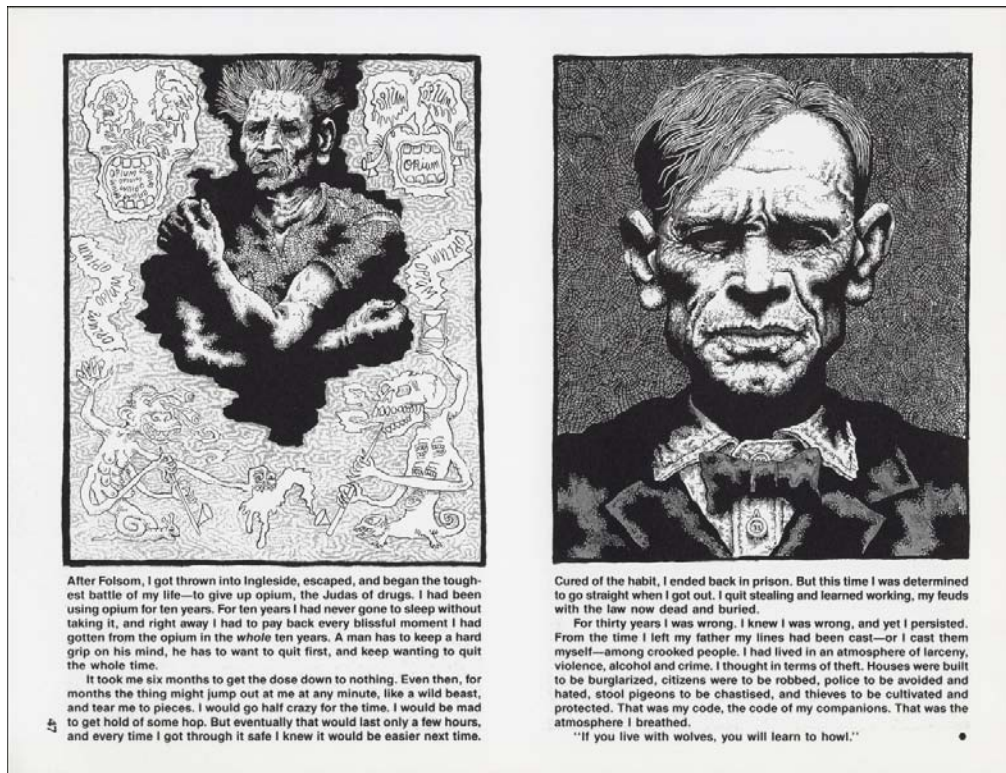 OPIUM
OPIUM
OPIUM
OPIUM
OPIUM
OPIUM
OPIUM
After Folsom, I got thrown into Ingleside, escaped, and began the tough-
est battle of my life—to give up opium, the Judas of drugs. I had been
using opium for ten years. For ten years I had never gone to sleep without
taking it, and right away I had to pay back every blissful moment I had
gotten from the opium in the whole ten years. A man has to keep a hard
grip on his mind, he has to want to quit first, and keep wanting to quit
the whole time.
It took me six months to get the dose down to nothing. Even then, for
months the thing might jump out at me at any minute, like a wild beast,
and tear me to pieces. I would go half crazy for the time. I would be mad
to get hold of some hop. But eventually that would last only a few hours,
and every time I got through it safe I knew it would be easier next time.
47
Cured of the habit, I ended back in prison. But this time I was determined
to go straight when I got out. I quit stealing and learned working, my feuds
with the law now dead and buried.
For thirty years I was wrong. I knew I was wrong, and yet I persisted.
From the time I left my father my lines had been cast—or I cast them
myself—among crooked people. I had lived in an atmosphere of larceny,
violence, alcohol and crime. I thought in terms of theft. Houses were built
to be burglarized, citizens were to be robbed, police to be avoided and
hated, stool pigeons to be chastised, and thieves to be cultivated and
protected. That was my code, the code of my companions. That was the
atmosphere I breathed.
"If you live with wolves, you will learn to howl."